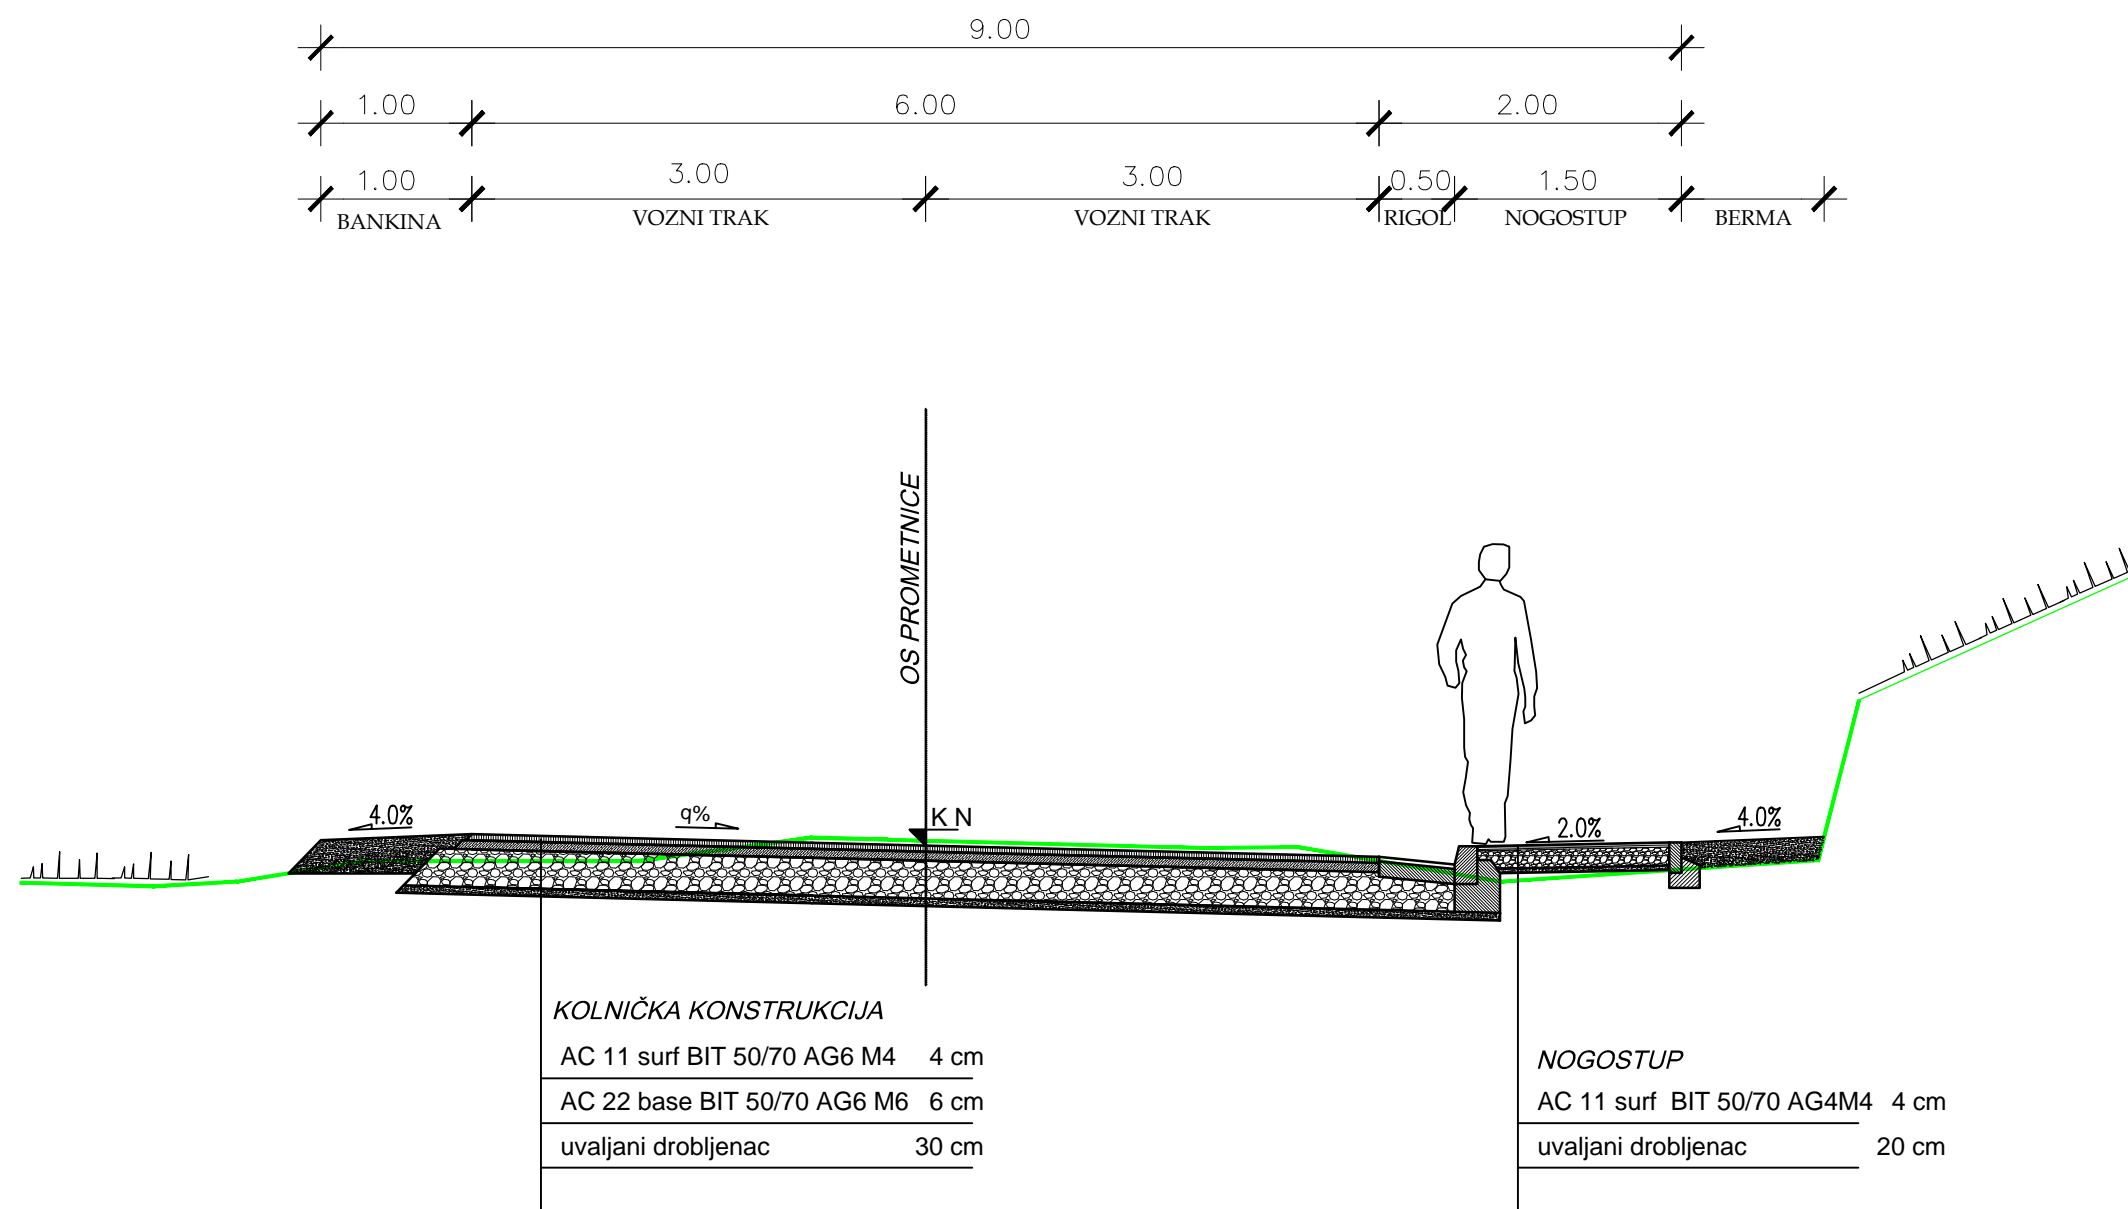 9.00
1.00 6.00 2.00
1.00 3.00 3.00 0.50 1.50
BANKINA VOZNI TRAK VOZNI TRAK RIGOL NOGOSTUP BERMA
OS PROMETNICE
4.0% q% K N 2.0% 4.0%
KOLNIČKA KONSTRUKCIJA
AC 11 surf BIT 50/70 AG6 M4 4 cm
AC 22 base BIT 50/70 AG6 M6 6 cm
uvaljani drobljenac 30 cm
NOGOSTUP
AC 11 surf BIT 50/70 AG4M4 4 cm
uvaljani drobljenac 20 cm